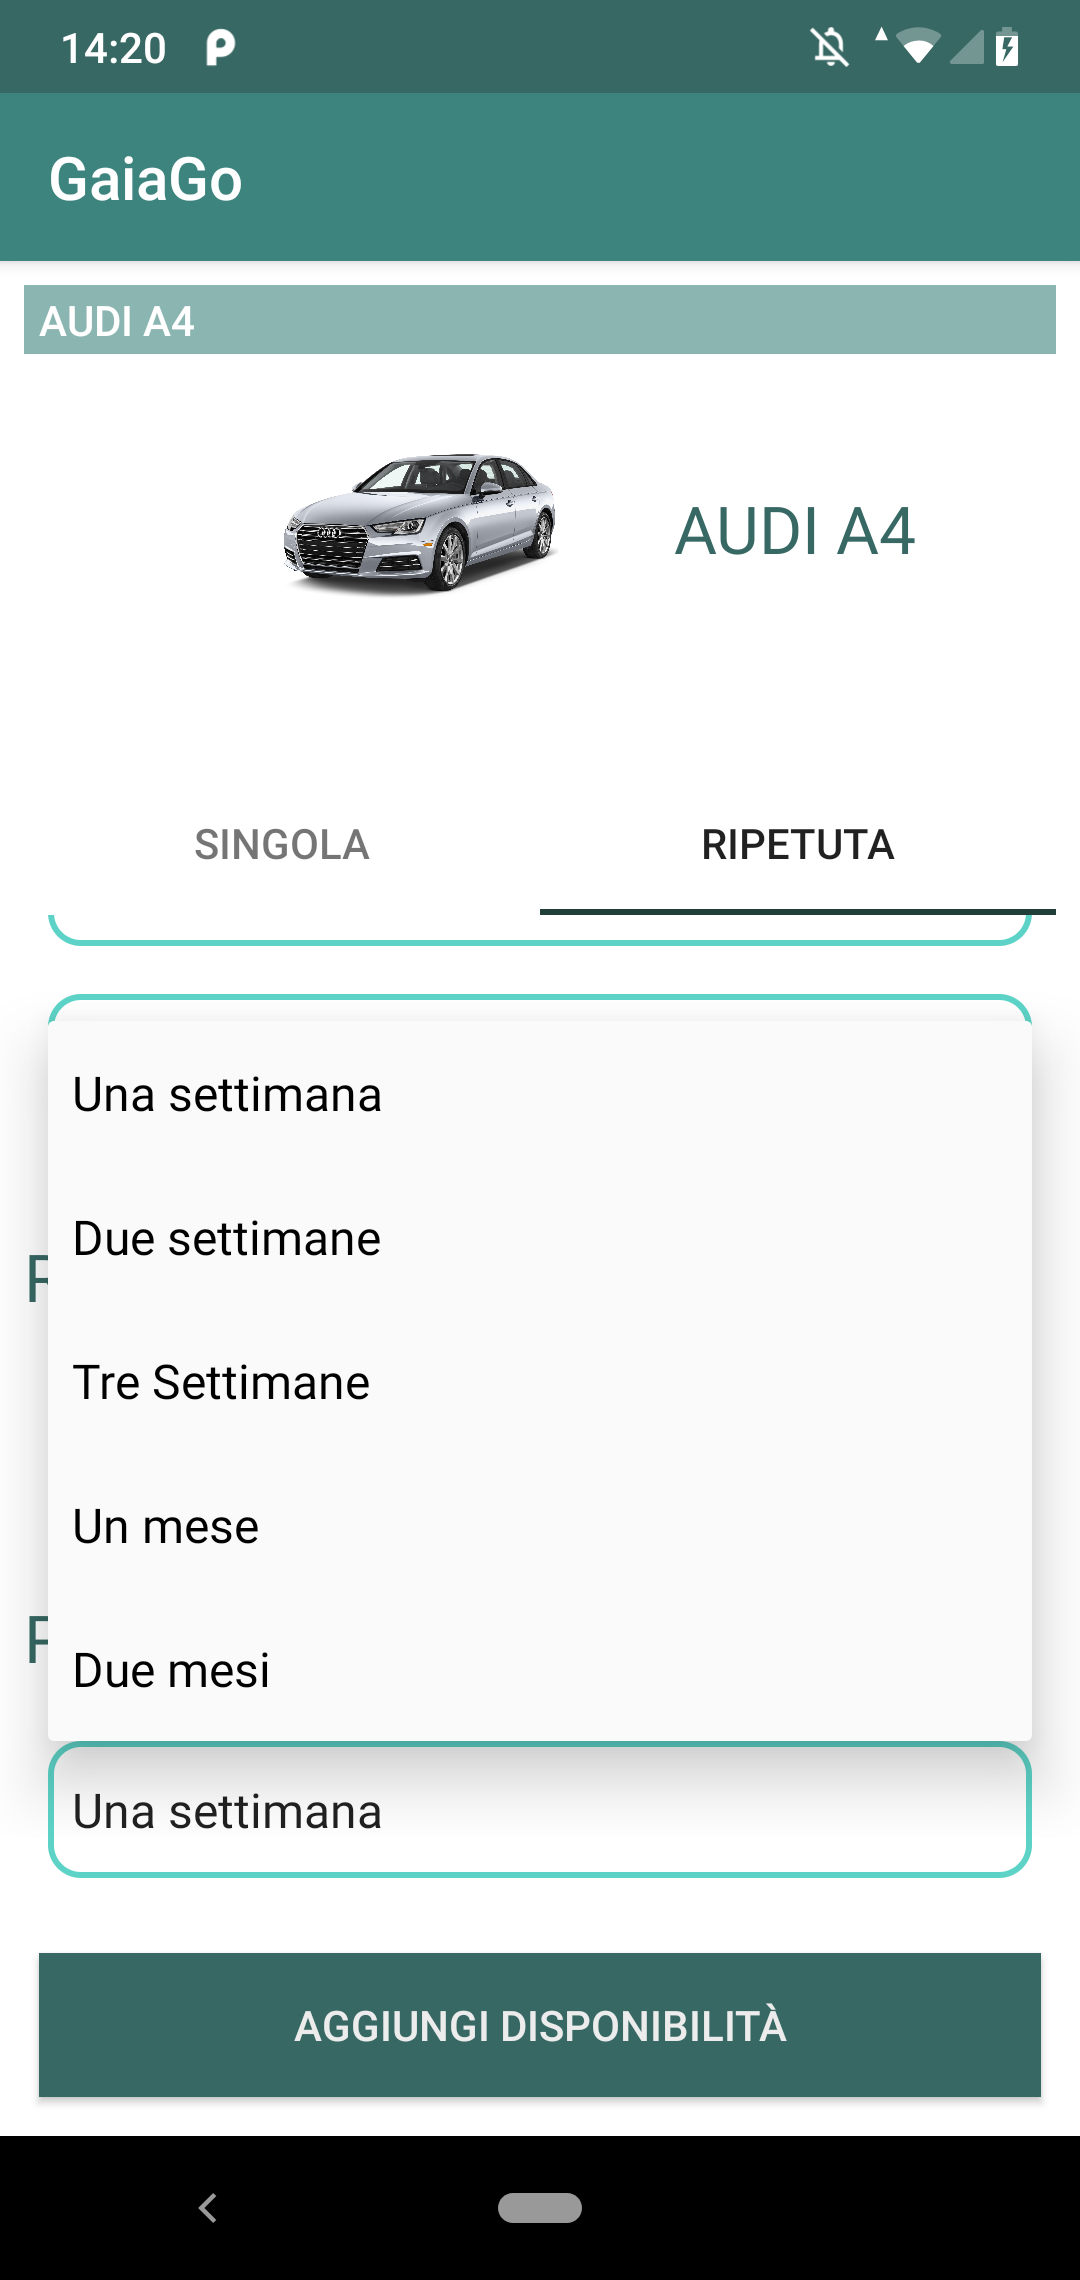 14:20
GaiaGo
AUDI A4
AUDI A4
SINGOLA
RIPETUTA
Una settimana
Due settimane
Tre Settimane
Un mese
Due mesi
Una settimana
AGGIUNGI DISPONIBILITÀ